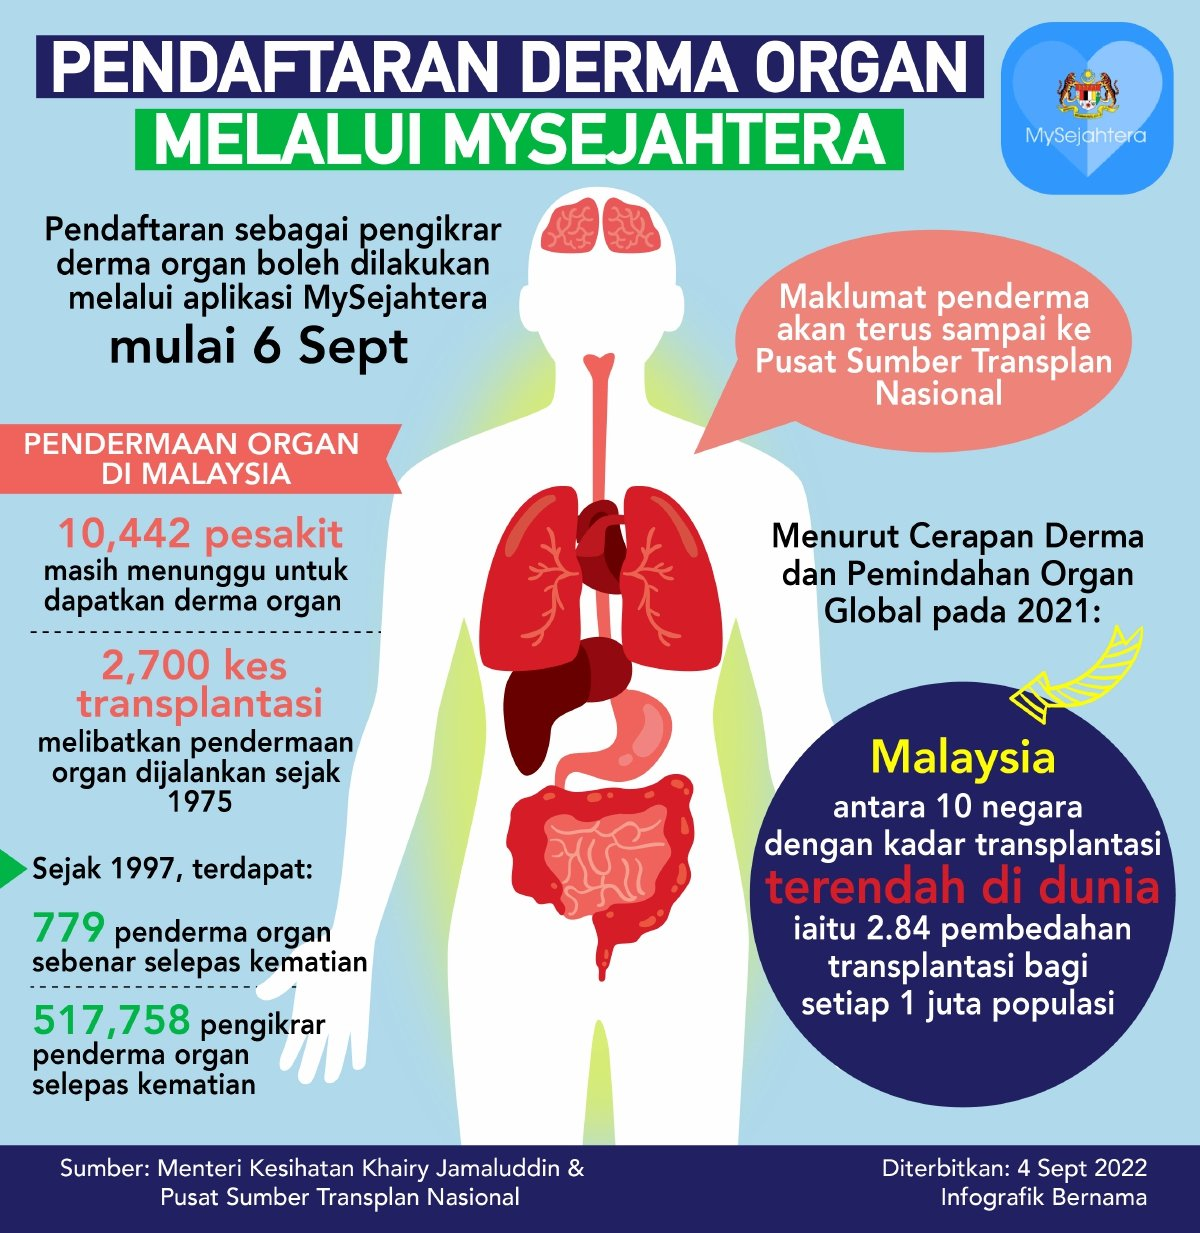 PENDAFTARAN DERMA ORGAN
MELALUI MYSEJAHTERA
MySejahtera
Pendaftaran sebagai pengikrar
derma organ boleh dilakukan
melalui aplikasi MySejahtera
mulai 6 Sept
Maklumat penderma
akan terus sampai ke
Pusat Sumber Transplan
Nasional
PENDERMAAN ORGAN
DI MALAYSIA
10,442 pesakit
masih menunggu untuk
dapatkan derma organ
2,700 kes
transplantasi
melibatkan pendermaan
organ dijalankan sejak
1975
Sejak 1997, terdapat:
779 penderma organ
sebenar selepas kematian
517,758 pengikrar
penderma organ
selepas kematian
Menurut Cerapan Derma
dan Pemindahan Organ
Global pada 2021:
Malaysia
antara 10 negara
dengan kadar transplantasi
terendah di dunia
iaitu 2.84 pembedahan
transplantasi bagi
setiap 1 juta populasi
Sumber: Menteri Kesihatan Khairy Jamaluddin &
Pusat Sumber Transplan Nasional
Diterbitkan: 4 Sept 2022
Infografik Bernama